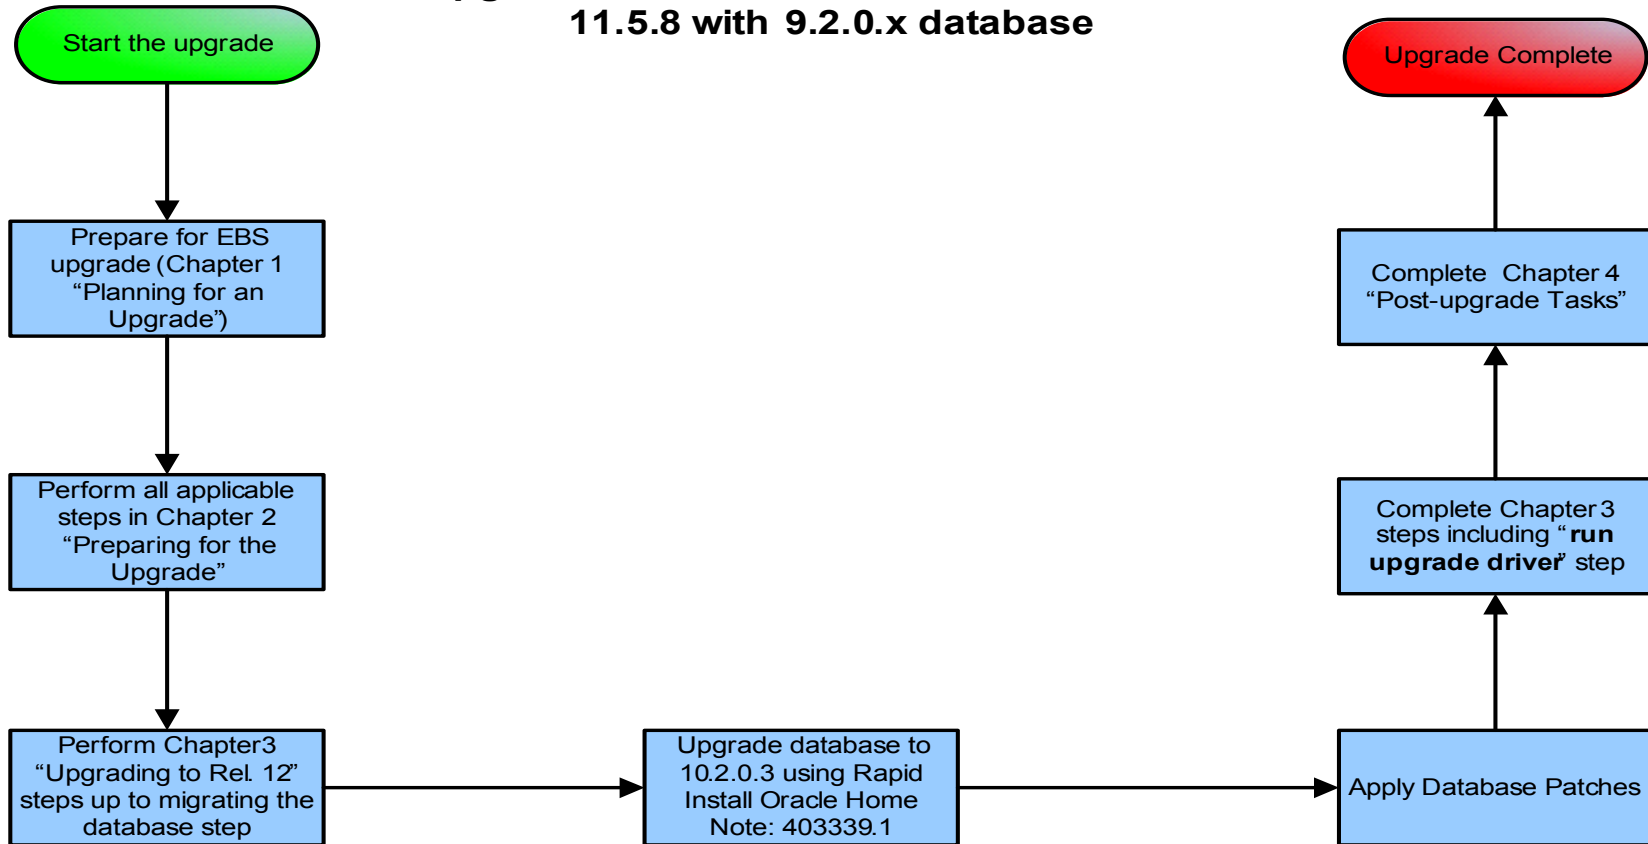 11.5.8 with 9.2.0.x database
Start the upgrade
Upgrade Complete
Prepare for EBS
upgrade (Chapter 1
“Planning for an
Upgrade”)
Complete Chapter 4
“Post-upgrade Tasks”
Perform all applicable
steps in Chapter 2
“Preparing for the
Upgrade”
Complete Chapter 3
steps including “run
upgrade driver” step
Perform Chapter3
“Upgrading to Rel. 12”
steps up to migrating the
database step
Upgrade database to
10.2.0.3 using Rapid
Install Oracle Home
Note: 403339.1
Apply Database Patches